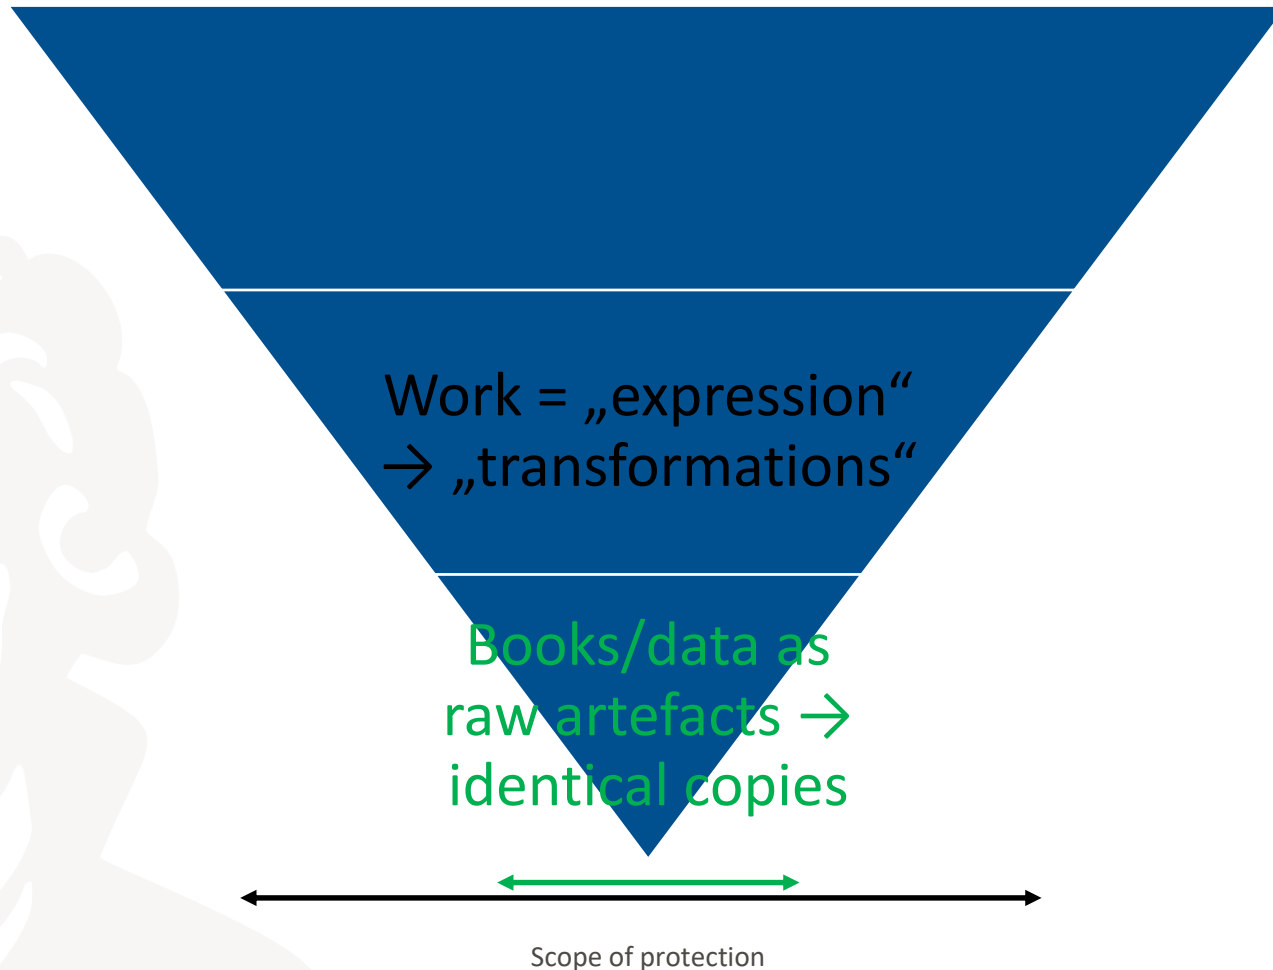 Work = „expression“
→ „transformations“
Books/data as
raw artefacts →
identical copies
Scope of protection